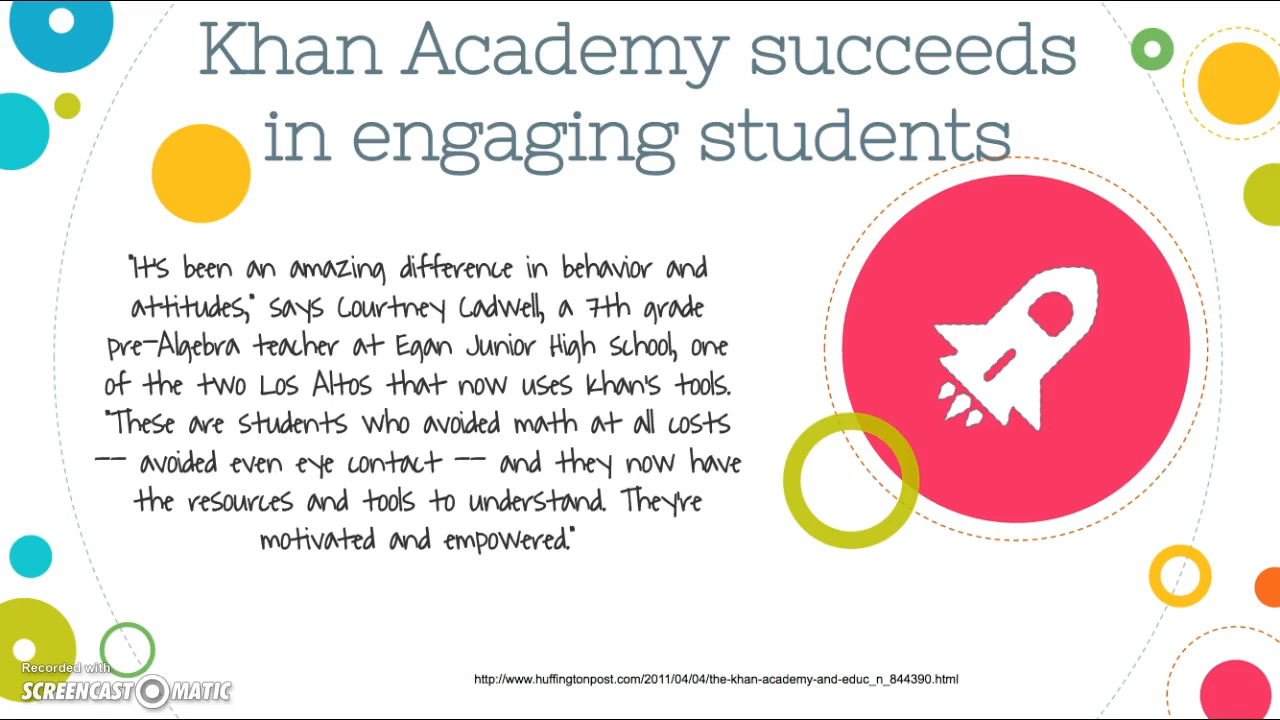 Khan Academy succeeds
in engaging students
"It's been an amazing difference in behavior and
attitudes," says Courtney Cadwell, a 7th grade
pre-Algebra teacher at Egan Junior High School, one
of the two Los Altos that now uses Khan's tools.
"These are students who avoided math at all costs
-- avoided even eye contact -- and they now have
the resources and tools to understand. They're
motivated and empowered."
http://www.huffingtonpost.com/2011/04/04/the-khan-academy-and-educ_n_844390.html
Recorded with
SCREENCAST O MATIC